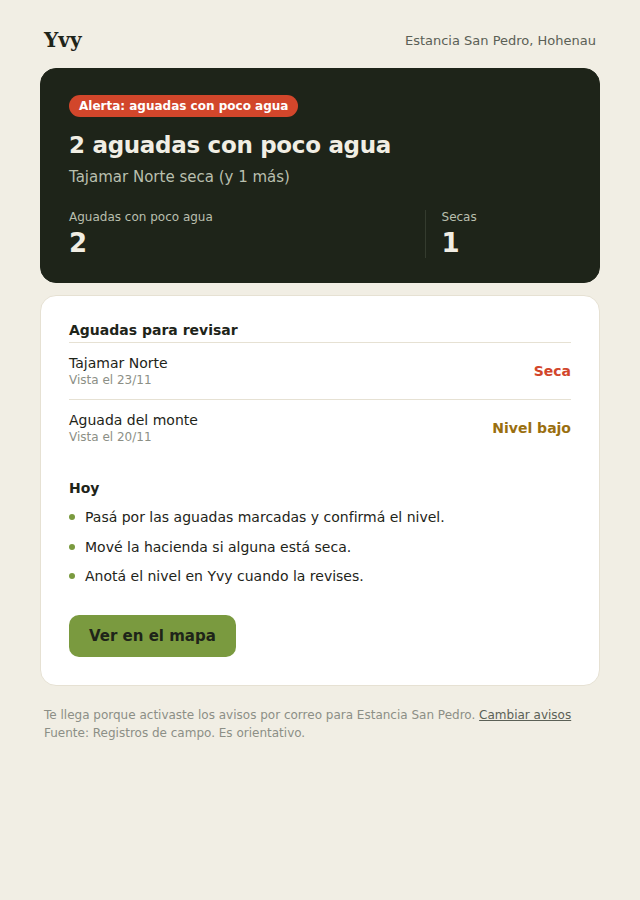 Yvy
Estancia San Pedro, Hohenau
Alerta: aguadas con poco agua
2 aguadas con poco agua
Tajamar Norte seca (y 1 más)
Aguadas con poco agua
2
Secas
1
Aguadas para revisar
Tajamar Norte
Vista el 23/11
Seca
Aguada del monte
Vista el 20/11
Nivel bajo
Hoy
Pasá por las aguadas marcadas y confirmá el nivel.
Mové la hacienda si alguna está seca.
Anotá el nivel en Yvy cuando la revises.
Ver en el mapa
Te llega porque activaste los avisos por correo para Estancia San Pedro. Cambiar avisos
Fuente: Registros de campo. Es orientativo.